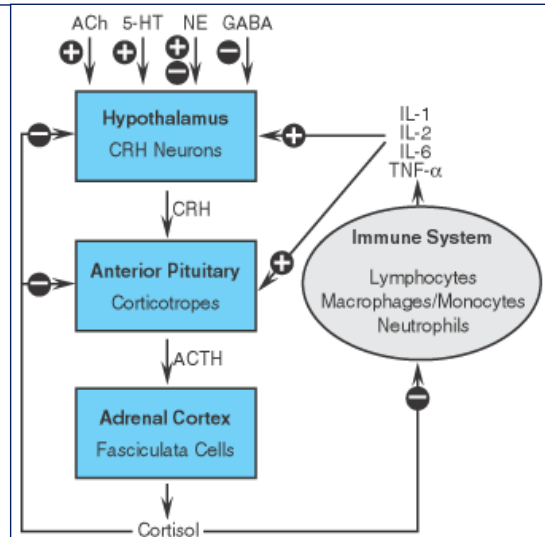 ACh 5-HT NE GABA
Hypothalamus
CRH Neurons
IL-1
IL-2
IL-6
TNF-α
CRH
Immune System
Lymphocytes
Macrophages/Monocytes
Neutrophils
Anterior Pituitary
Corticotropes
ACTH
Adrenal Cortex
Fasciculata Cells
Cortisol